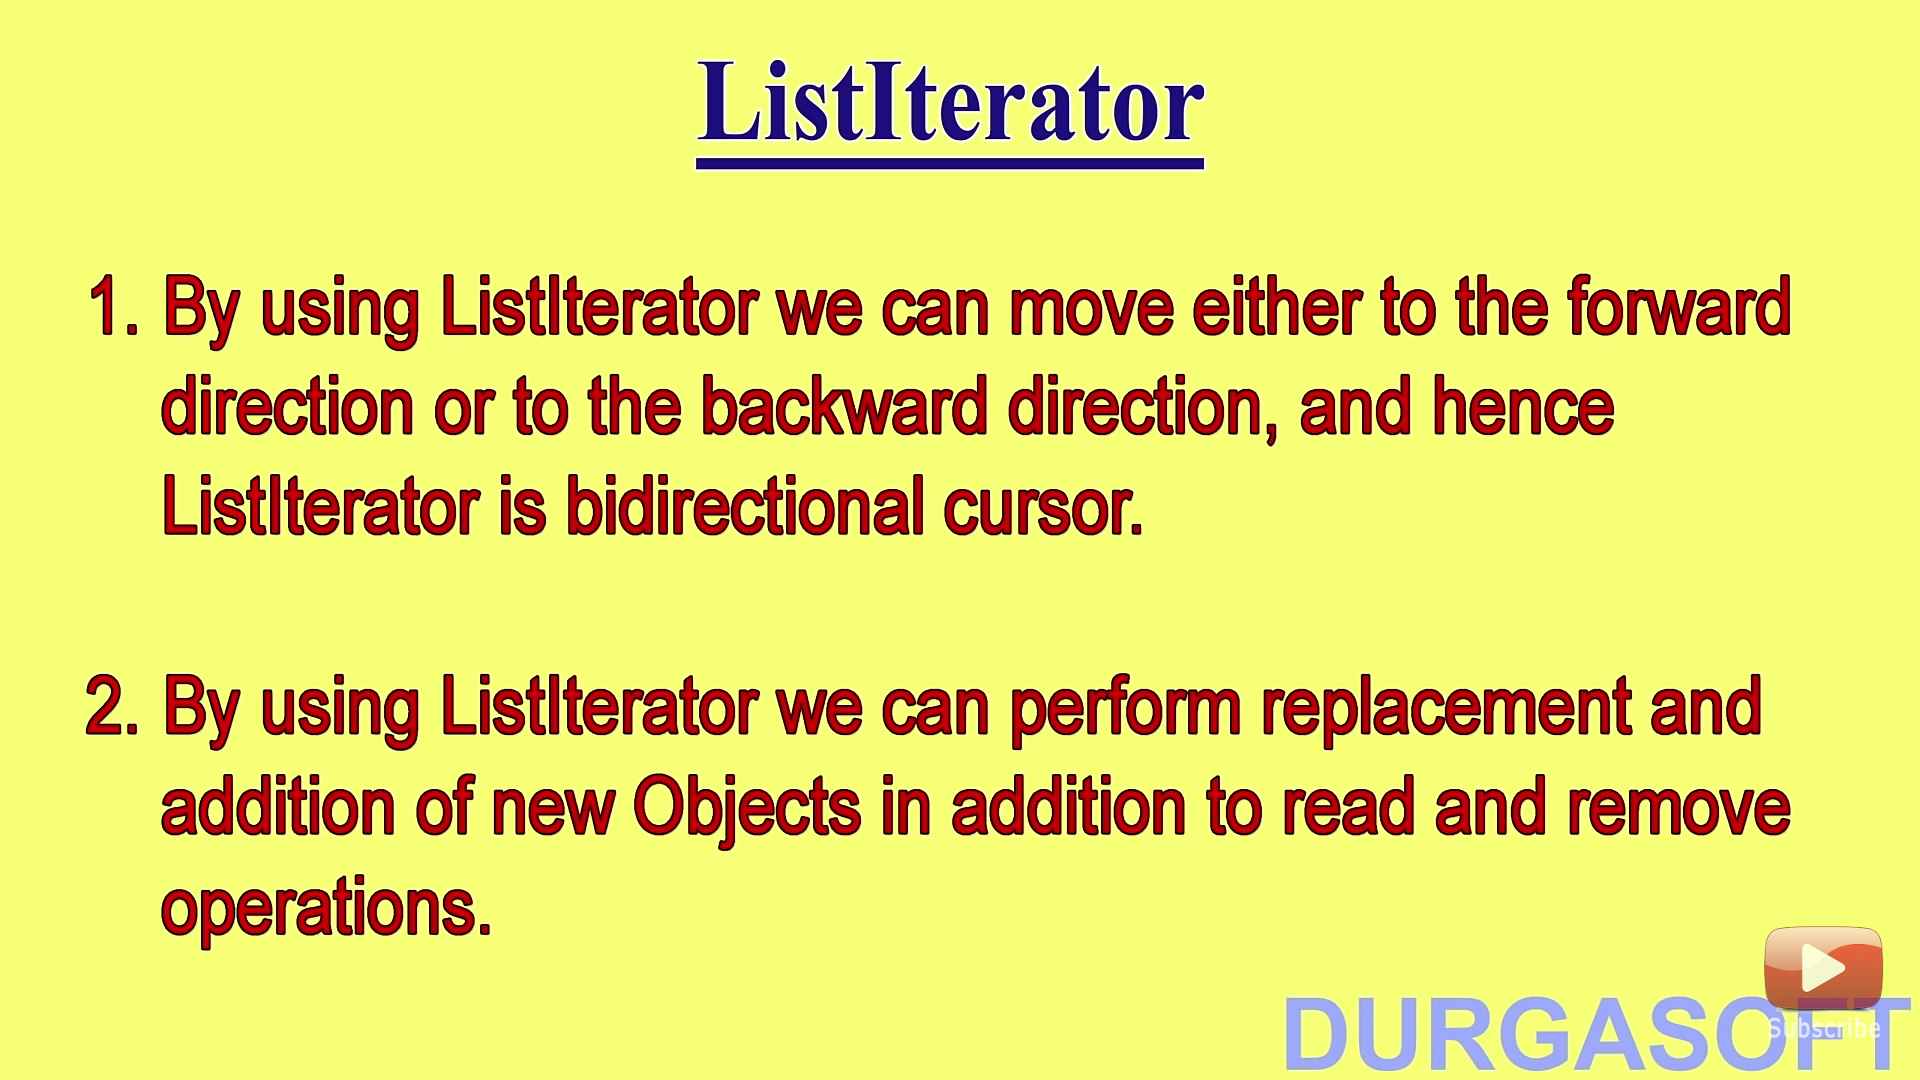 ListIterator
1. By using ListIterator we can move either to the forward
direction or to the backward direction, and hence
ListIterator is bidirectional cursor.
2. By using ListIterator we can perform replacement and
addition of new Objects in addition to read and remove
operations.
DURGASOFT
Subscribe